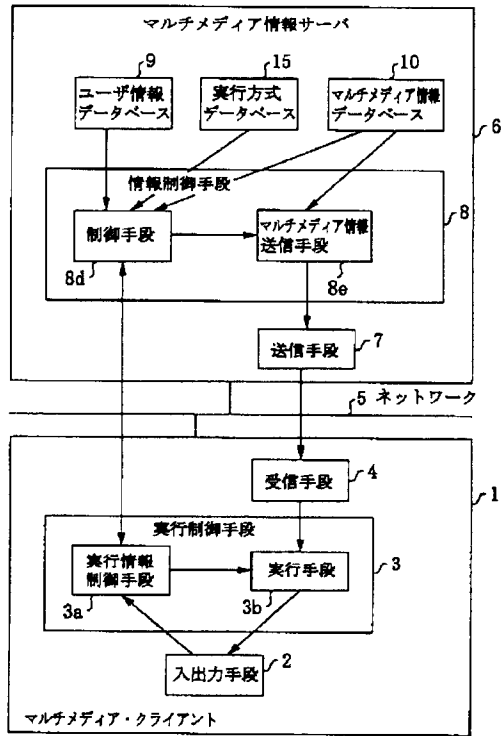 マルチメディア情報サーバ
9
15
10
ユーザ情報
データベース
実行方式
データベース
マルチメディア情報
データベース
6
情報制御手段
8
制御手段
マルチメディア情報
送信手段
8d
8e
送信手段
7
5 ネットワーク
受信手段
4
1
実行制御手段
実行情報
制御手段
実行手段
3
3a
3b
入出力手段
2
マルチメディア・クライアント